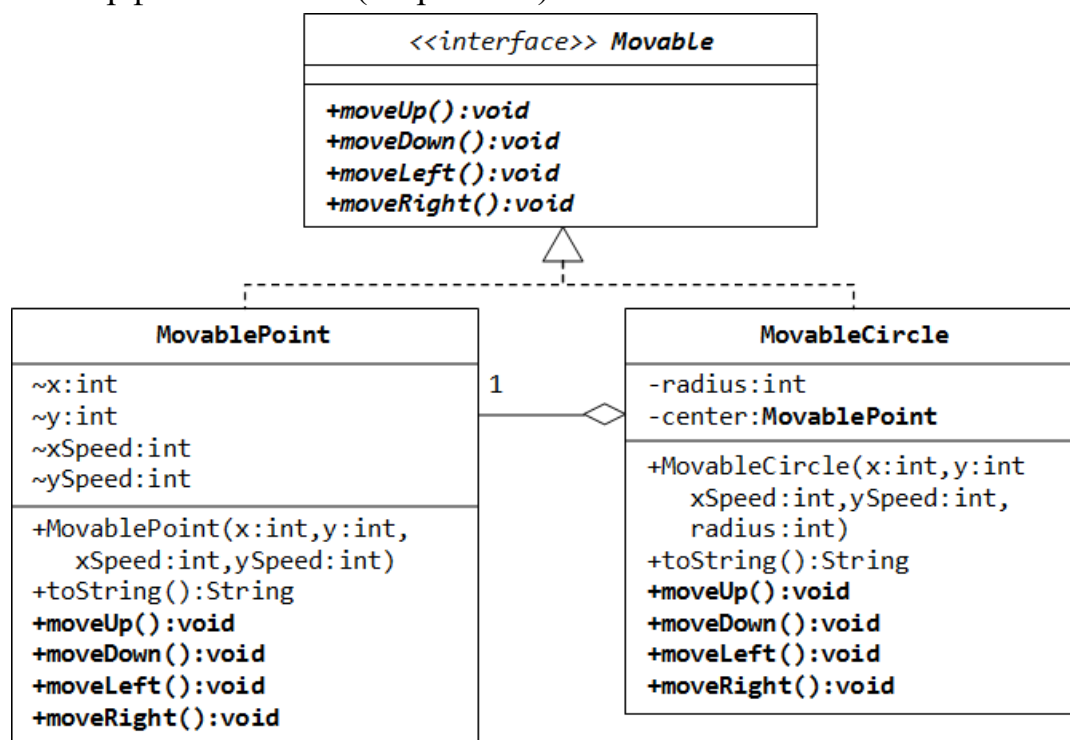 <<interface>> Movable
+moveUp():void
+moveDown():void
+moveLeft():void
+moveRight():void
MovablePoint
~x:int
~y:int
~xSpeed:int
~ySpeed:int
+MovablePoint(x:int,y:int,
xSpeed:int,ySpeed:int)
+toString():String
+moveUp():void
+moveDown():void
+moveLeft():void
+moveRight():void
1
MovableCircle
-radius:int
-center:MovablePoint
+MovableCircle(x:int,y:int
xSpeed:int,ySpeed:int,
radius:int)
+toString():String
+moveUp():void
+moveDown():void
+moveLeft():void
+moveRight():void